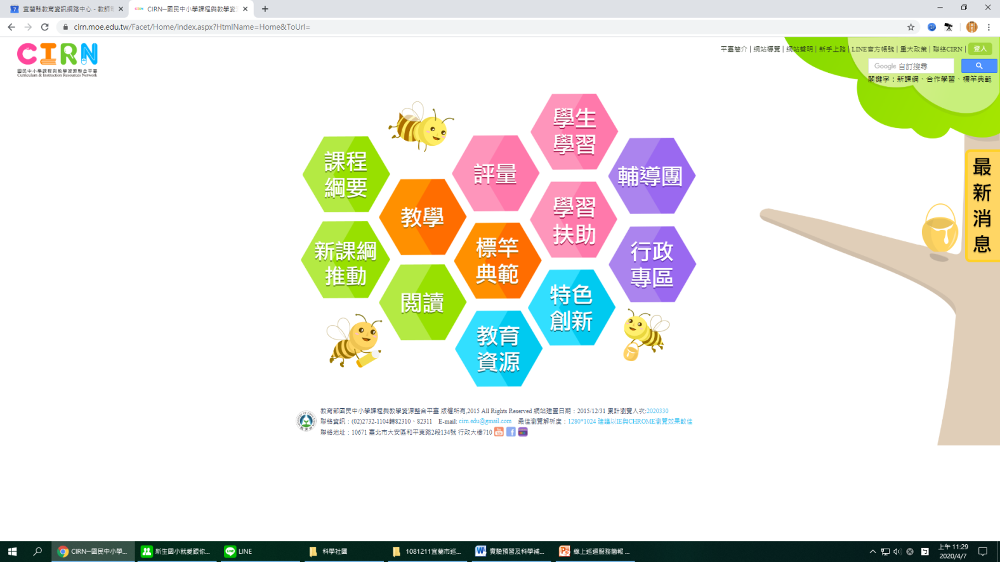 宜蘭縣教育資訊網路中心 - 教師
CIRN─國民中小學課程與教學資
cirn.moe.edu.tw/Facet/Home/index.aspx?HtmlName=Home&ToUrl=
CIRN
國民中小學課程與教學資源整合平臺
Curriculum & Instruction Resources Network
平臺簡介 | 網站導覽 | 網站聲明 | 新手上路 | LINE官方帳號 | 重大政策 | 聯絡CIRN | 登入
Google 自訂搜尋
關鍵字：新課綱、合作學習、標竿典範
學生
學習
課程
綱要
評量
輔導團
教學
學習
扶助
新課綱
推動
標竿
典範
行政
專區
閱讀
特色
創新
教育
資源
最
新
消
息
教育部國民中小學課程與教學資源整合平臺 版權所有,2015 All Rights Reserved 網站建置日期：2015/12/31 累計瀏覽人次:2020330
聯絡資訊：(02)2732-1104轉82310、82311 E-mail: cirn.edu@gmail.com 最佳瀏覽解析度：1280*1024 建議以IE與CHROME瀏覽效果較佳
聯絡地址：10671 臺北市大安區和平東路2段134號 行政大樓710
CIRN─國民中小學...
新生國小就愛跟你...
LINE
科學社團
1081211宜蘭市巡...
實驗預習及科學補...
線上巡迴服務簡報 ...
上午 11:29
2020/4/7